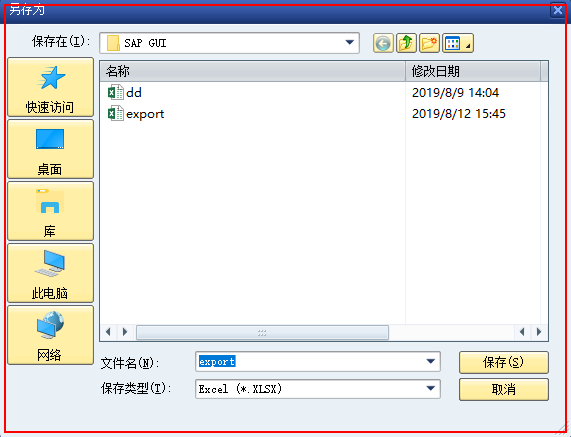 另存为
保存在(I):
SAP GUI
快速访问
桌面
库
此电脑
网络
名称 修改日期
dd 2019/8/9 14:04
export 2019/8/12 15:45
文件名(N): export 保存(S)
保存类型(T): Excel (*.XLSX) 取消